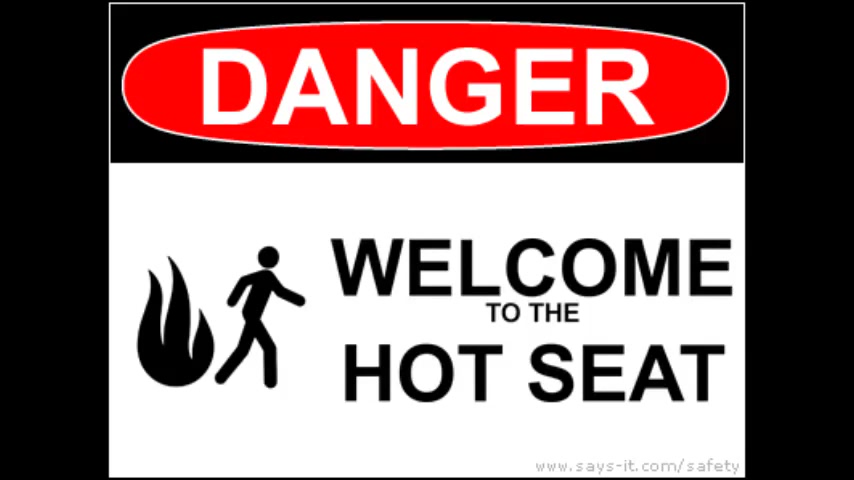 DANGER
WELCOME
TO THE
HOT SEAT
www.says-it.com/safety